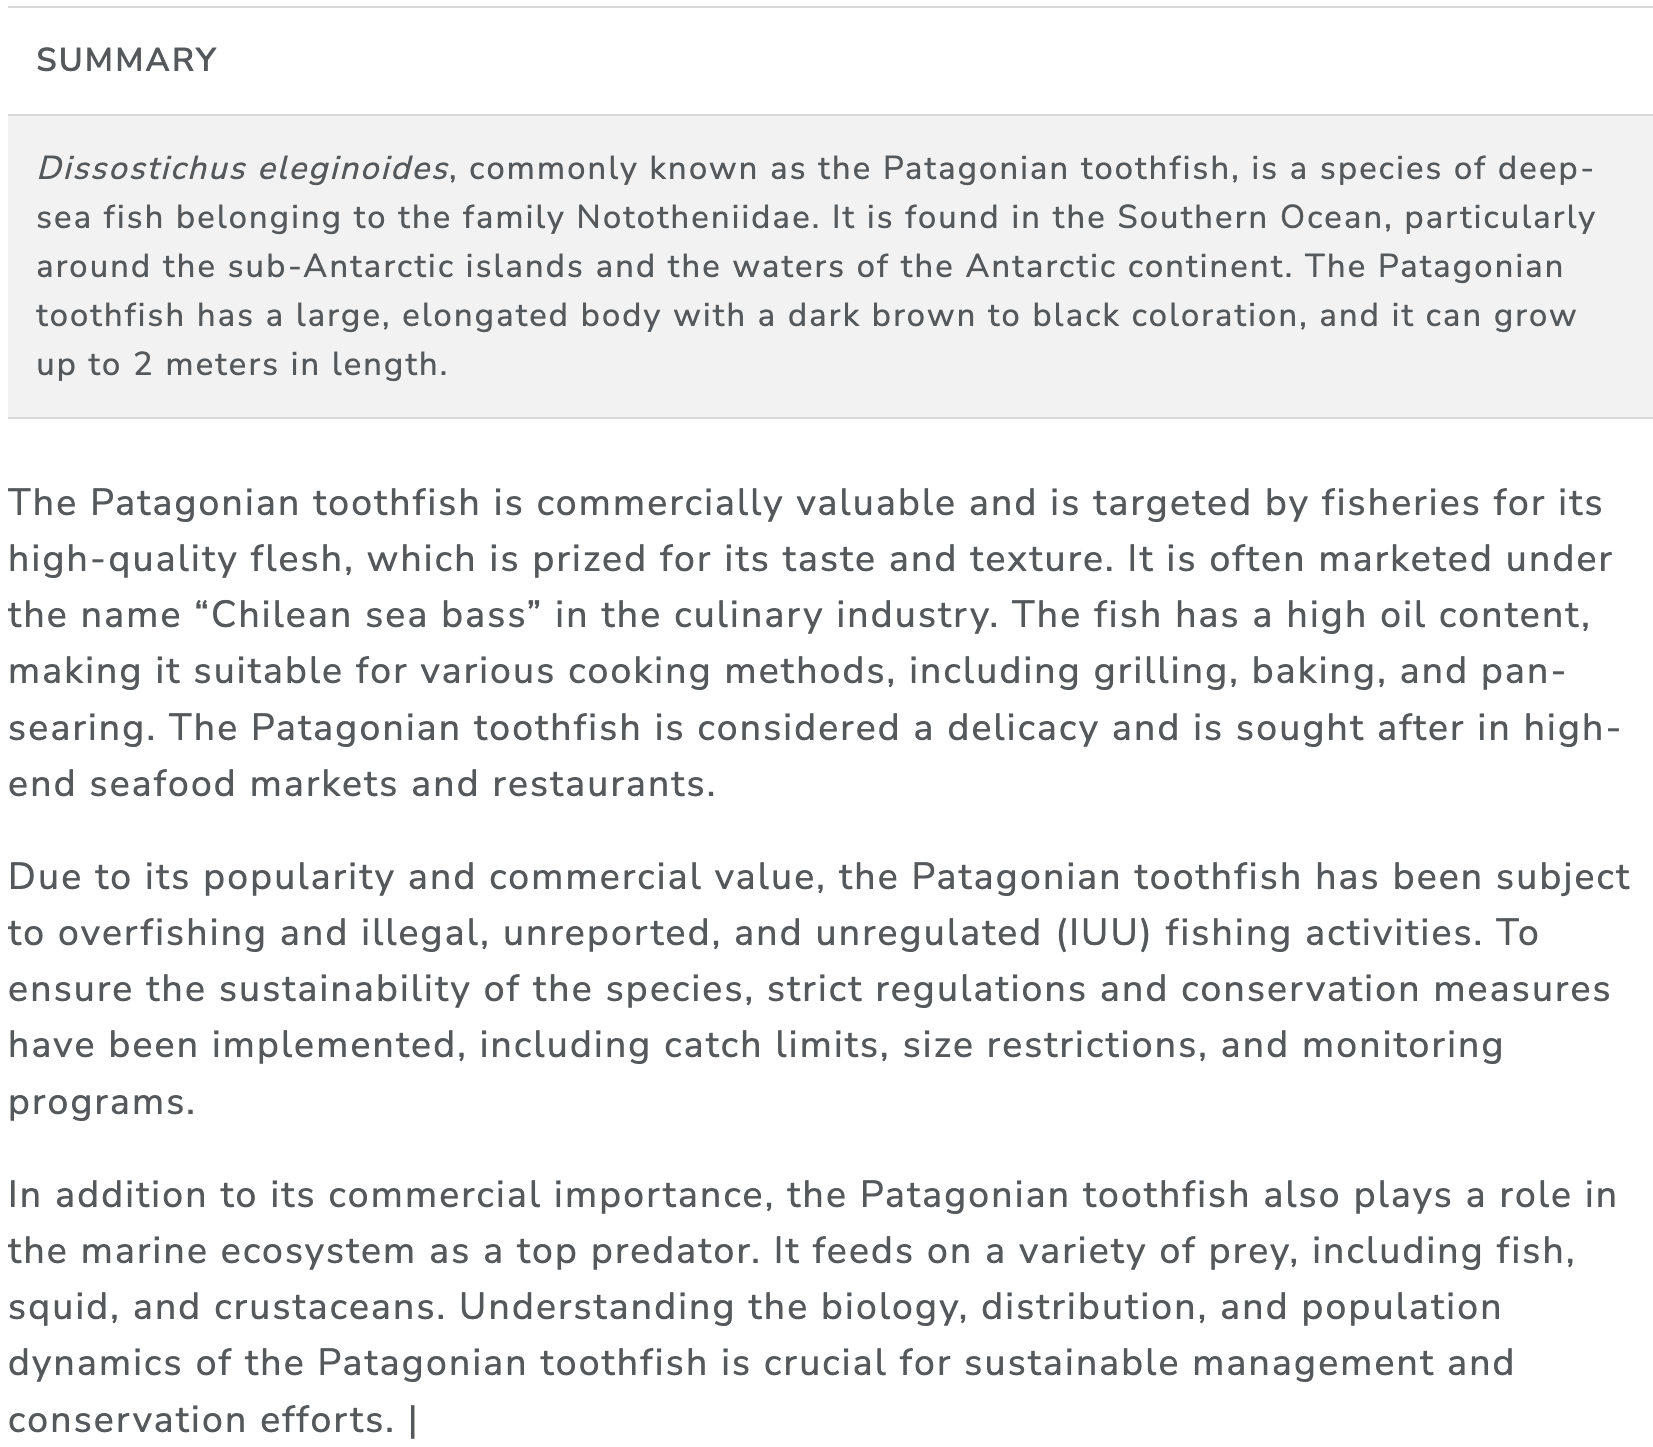 SUMMARY
Dissostichus eleginoides, commonly known as the Patagonian toothfish, is a species of deep-
sea fish belonging to the family Nototheniidae. It is found in the Southern Ocean, particularly
around the sub-Antarctic islands and the waters of the Antarctic continent. The Patagonian
toothfish has a large, elongated body with a dark brown to black coloration, and it can grow
up to 2 meters in length.
The Patagonian toothfish is commercially valuable and is targeted by fisheries for its
high-quality flesh, which is prized for its taste and texture. It is often marketed under
the name “Chilean sea bass” in the culinary industry. The fish has a high oil content,
making it suitable for various cooking methods, including grilling, baking, and pan-
searing. The Patagonian toothfish is considered a delicacy and is sought after in high-
end seafood markets and restaurants.
Due to its popularity and commercial value, the Patagonian toothfish has been subject
to overfishing and illegal, unreported, and unregulated (IUU) fishing activities. To
ensure the sustainability of the species, strict regulations and conservation measures
have been implemented, including catch limits, size restrictions, and monitoring
programs.
In addition to its commercial importance, the Patagonian toothfish also plays a role in
the marine ecosystem as a top predator. It feeds on a variety of prey, including fish,
squid, and crustaceans. Understanding the biology, distribution, and population
dynamics of the Patagonian toothfish is crucial for sustainable management and
conservation efforts. |